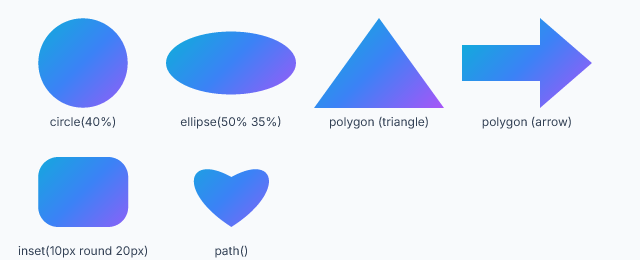 circle(40%)
ellipse(50% 35%)
polygon (triangle)
polygon (arrow)
inset(10px round 20px)
path()